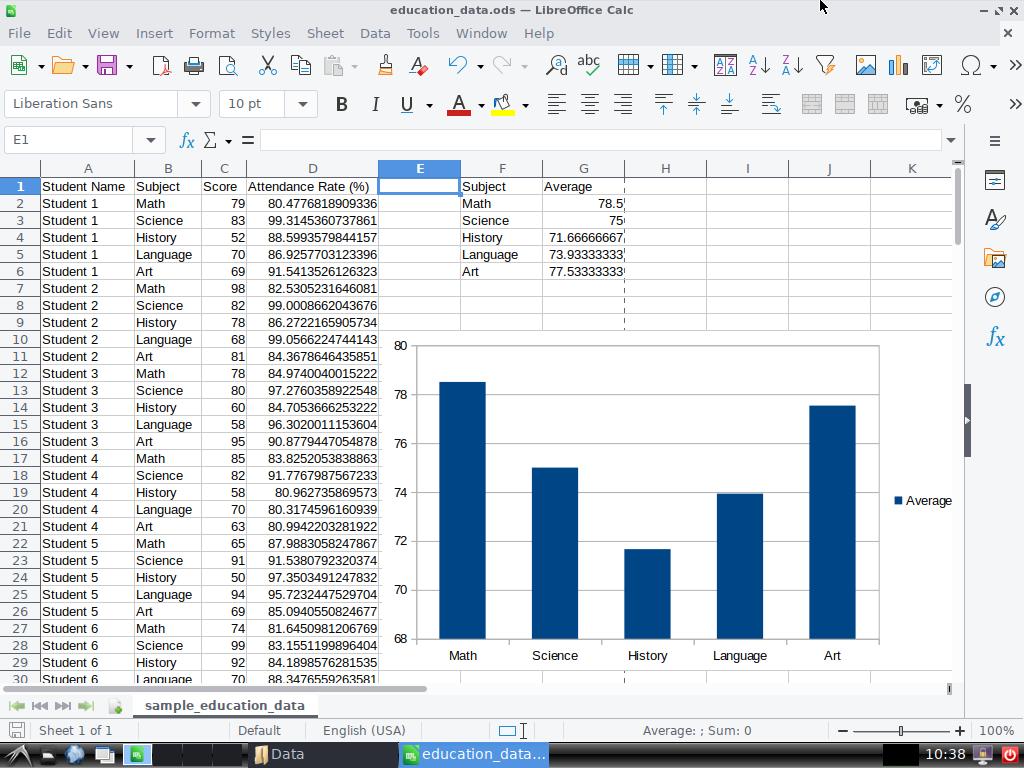 education_data.ods — LibreOffice Calc
File Edit View Insert Format Styles Sheet Data Tools Window Help
Liberation Sans 10 pt B I U A %
E1 fx Σ =
A B C D E F G H I J K
1 Student Name Subject Score Attendance Rate (%) Subject Average
2 Student 1 Math 79 80.4776818909336 Math 78.5
3 Student 1 Science 83 99.3145360737861 Science 75
4 Student 1 History 52 88.5993579844157 History 71.66666667
5 Student 1 Language 70 86.9257703123396 Language 73.93333333
6 Student 1 Art 69 91.5413526126323 Art 77.53333333
7 Student 2 Math 98 82.5305231646081
8 Student 2 Science 82 99.0008662043676
9 Student 2 History 78 86.2722165905734
10 Student 2 Language 68 99.0566224744143
11 Student 2 Art 81 84.3678646435851
12 Student 3 Math 78 84.9740040015222
13 Student 3 Science 80 97.2760358922548
14 Student 3 History 60 84.7053666253222
15 Student 3 Language 58 96.3020011153604
16 Student 3 Art 95 90.8779447054878
17 Student 4 Math 85 83.8252053838863
18 Student 4 Science 82 91.7767987567233
19 Student 4 History 58 80.962735869573
20 Student 4 Language 70 80.3174596160939
21 Student 4 Art 63 80.9942203281922
22 Student 5 Math 65 87.9883058247867
23 Student 5 Science 91 91.5380792320374
24 Student 5 History 50 97.3503491247832
25 Student 5 Language 94 95.7232447529704
26 Student 5 Art 69 85.0940550824677
27 Student 6 Math 74 81.6450981206769
28 Student 6 Science 99 83.1551199896404
29 Student 6 History 92 84.1898576281535
30 Student 6 Language 70 88.3476559263581
80
78
76
74
72
70
68
Math Science History Language Art
Average
sample_education_data
Sheet 1 of 1 Default English (USA) Average: ; Sum: 0 100%
Data education_data... 10:38